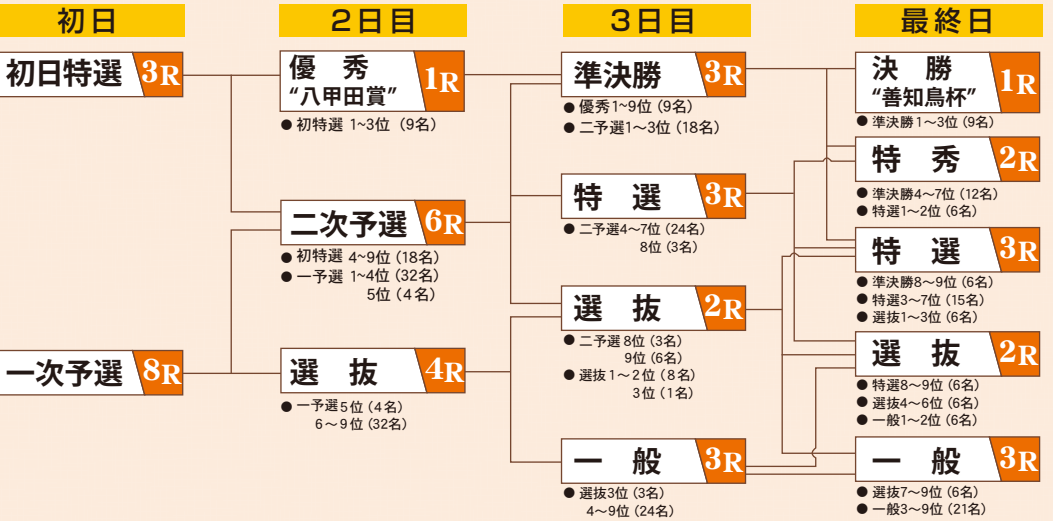 初日
初日特選 3R
一次予選 8R
2日目
優 秀 1R
“八甲田賞”
● 初特選 1~3位 (9名)
二次予選 6R
● 初特選 4~9位 (18名)
● 一予選 1~4位 (32名)
5位 (4名)
選 抜 4R
● 一予選5位 (4名)
6~9位 (32名)
3日目
準決勝 3R
● 優秀1~9位 (9名)
● 二予選1~3位 (18名)
特 選 3R
● 二予選4~7位 (24名)
8位 (3名)
選 抜 2R
● 二予選8位 (3名)
9位 (6名)
● 選抜1~2位 (8名)
3位 (1名)
一 般 3R
● 選抜3位 (3名)
4~9位 (24名)
最終日
決 勝 1R
“善知鳥杯”
● 準決勝1~3位 (9名)
特 秀 2R
● 準決勝4~7位 (12名)
● 特選1~2位 (6名)
特 選 3R
● 準決勝8~9位 (6名)
● 特選3~7位 (15名)
● 選抜1~3位 (6名)
選 抜 2R
● 特選8~9位 (6名)
● 選抜4~6位 (6名)
● 一般1~2位 (6名)
一 般 3R
● 選抜7~9位 (6名)
● 一般3~9位 (21名)